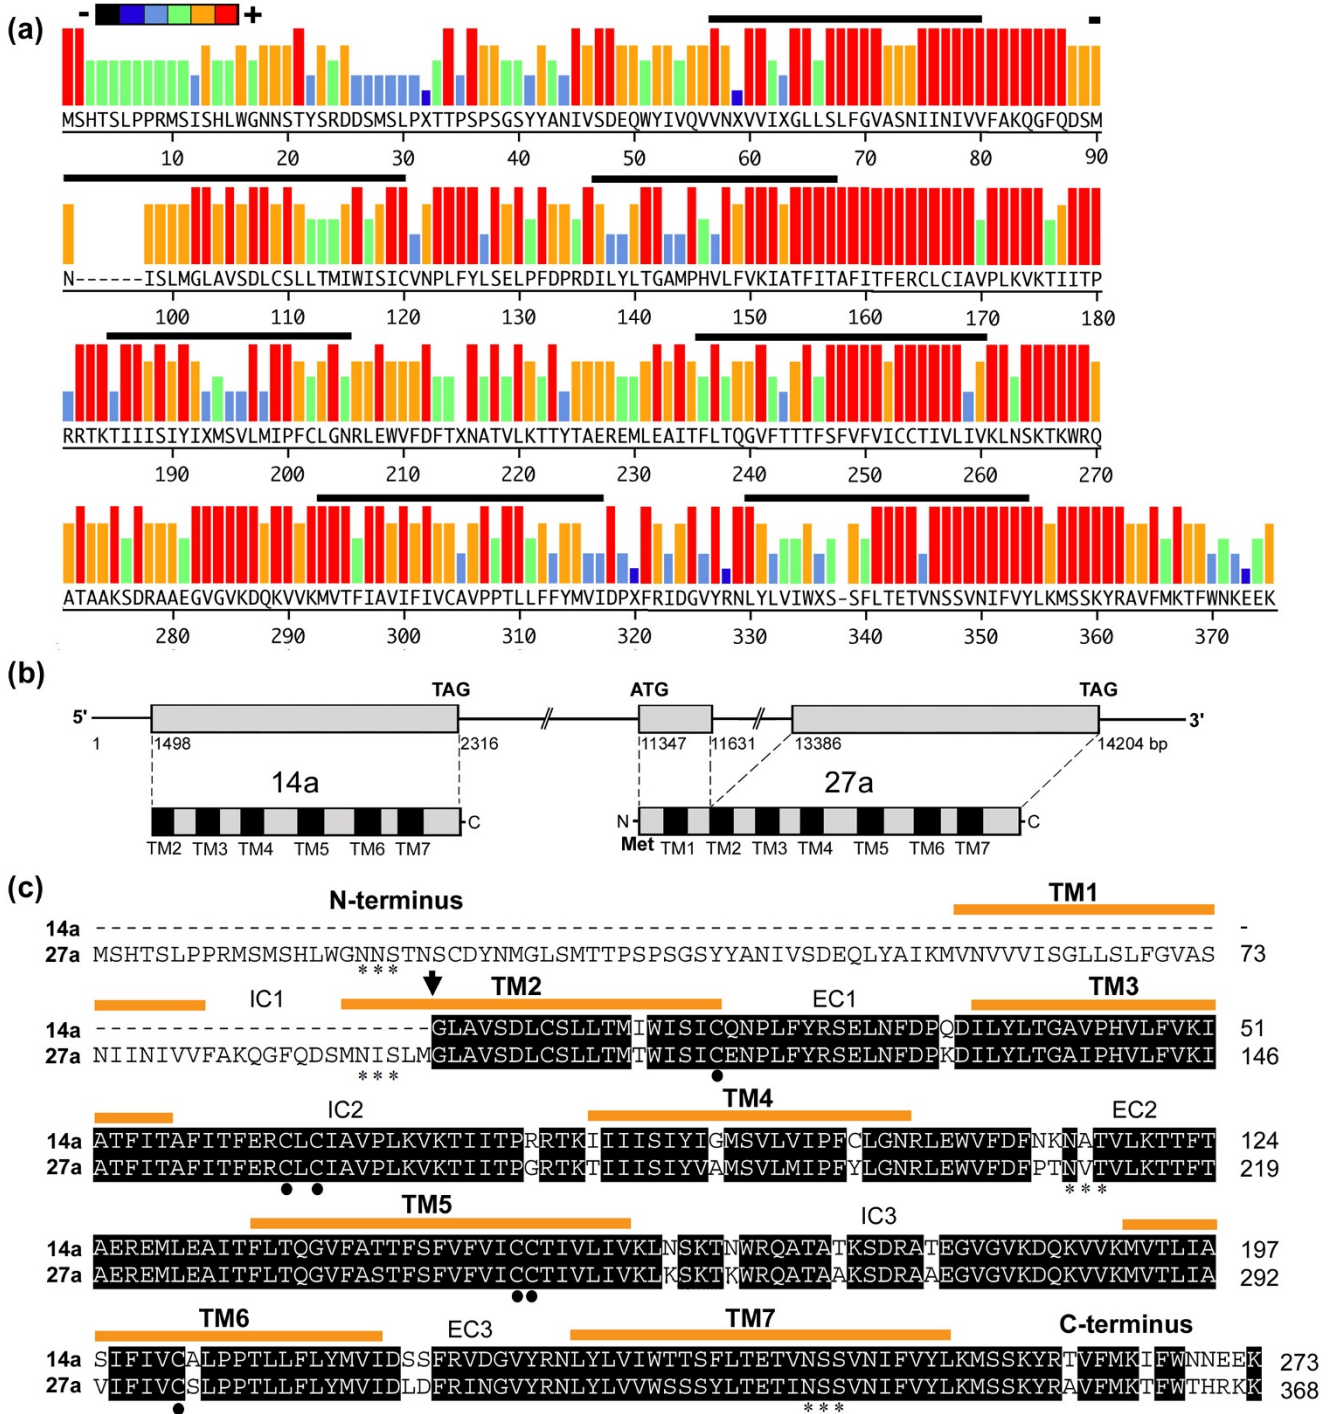 (a)
- +
MSHTSLPPRMSISHLWGNNSTYSRDDSMSLPXTTPSPSGSYYANIVSDEQWYIVQVVNXVVIXGLLSLFGVASNIINIVVFAKQGFQDSM
10 20 30 40 50 60 70 80 90
N------ISLMGLAVSDLCSLLTMIWISICVNPLFYLSELPFDPRDILYLTGAMPHVLFVKIATFITAFITFERCLCIAVPLKVKTIITP
100 110 120 130 140 150 160 170 180
RRTKTIIISIYIXMSVLMIPFCLGNRLEWVFDFTXNATVLKTTYTAEREMLEAITFLTQGVFTTTFSFVFVICCTIVLIVKLNSKTKWRQ
190 200 210 220 230 240 250 260 270
ATAAKSDRAAEGVGVKDQKVVKMVTFIAVIFIVCAVPPTLLFFYMVIDPXFRIDGVYRNLYLVIWXS-SFLTETVNSSVNIFVYLKMSSKYRAVFMKTFWNKEEK
280 290 300 310 320 330 340 350 360 370
(b)
TAG ATG TAG
5' 3'
1 1498 2316 11347 11631 13386 14204 bp
14a 27a
C N C
Met
TM2 TM3 TM4 TM5 TM6 TM7 TM1 TM2 TM3 TM4 TM5 TM6 TM7
(c)
N-terminus TM1
14a -------------------------------------------------------------------------- -
27a MSHTSLPPRMSMSHLWGNNSTNSCDYNMGLSMTTPSPSGSYYANIVSDEQLYAIKMVNVVVISGLLSLFGVAS 73
***
IC1 TM2 EC1 TM3
14a ----------------------GLAVSDLCSLLTMIWISICQNPLFYRSELNFDPQDILYLTGAVPHVLFVKI 51
27a NIINIVVFAKQGFQDSMNISLMGLAVSDLCSLLTMTWISICENPLFYRSELNFDPKDILYLTGAIPHVLFVKI 146
***
IC2 TM4 EC2
14a ATFITAFITFERCLCIAVPLKVKTIITPRRTKIIIISIYIGMSVLVIPFCLGNRLEWVFDFNKNATVLKTTFT 124
27a ATFITAFITFERCLCIAVPLKVKTIITPGRTKTIIISIYVAMSVLMIPFYLGNRLEWVFDFPTNVTVLKTTFT 219
***
TM5 IC3
14a AEREMLEAITFLTQGVFATTFSFVFVICCTIVLIVKLNSKTNWRQATATKSDRATEGVGVKDQKVVKMVTLIA 197
27a AEREMLEAITFLTQGVFASTFSFVFVICCTIVLIVKLKSKTKWRQATAAKSDRAAEGVGVKDQKVVKMVTLIA 292
TM6 EC3 TM7 C-terminus
14a SIFIVCALPPTLLFLYMVIDSSFRVDGVYRNLYLVIWTTSFLTETVNSSVNIFVYLKMSSKYRTVFMKIFWNNEEK 273
27a VIFIVCSLPPTLLFLYMVIDLDFRINGVYRNLYLVVWSSSYLTETINSSVNIFVYLKMSSKYRAVFMKTFWTHRKK 368
***